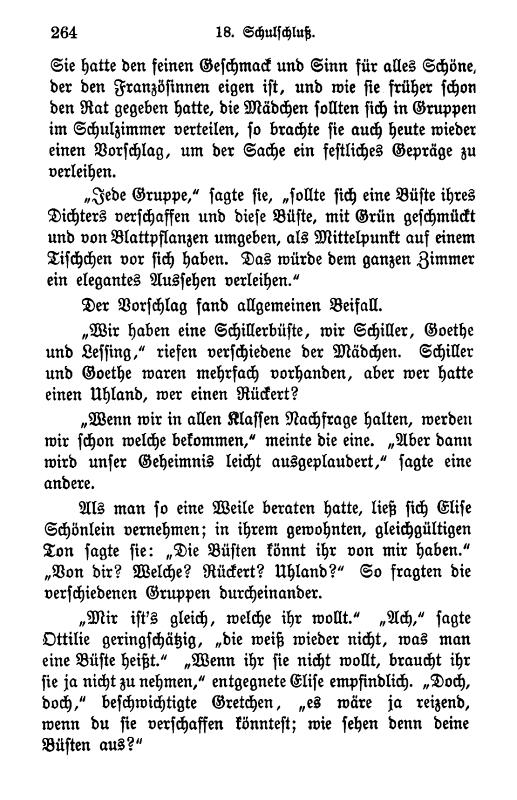 264
18. Schulschluß.
Sie hatte den feinen Geschmack und Sinn für alles Schöne,
der den Französinnen eigen ist, und wie sie früher schon
den Rat gegeben hatte, die Mädchen sollten sich in Gruppen
im Schulzimmer verteilen, so brachte sie auch heute wieder
einen Vorschlag, um der Sache ein festliches Gepräge zu
verleihen.
„Jede Gruppe,“ sagte sie, „sollte sich eine Büste ihres
Dichters verschaffen und diese Büste, mit Grün geschmückt
und von Blattpflanzen umgeben, als Mittelpunkt auf einem
Tischchen vor sich haben. Das würde dem ganzen Zimmer
ein elegantes Aussehen verleihen.“
Der Vorschlag fand allgemeinen Beifall.
„Wir haben eine Schillerbüste, wir Schiller, Goethe
und Lessing,“ riefen verschiedene der Mädchen. Schiller
und Goethe waren mehrfach vorhanden, aber wer hatte
einen Uhland, wer einen Rückert?
„Wenn wir in allen Klassen Nachfrage halten, werden
wir schon welche bekommen,“ meinte die eine. „Aber dann
wird unser Geheimnis leicht ausgeplaudert,“ sagte eine
andere.
Als man so eine Weile beraten hatte, ließ sich Elise
Schönlein vernehmen; in ihrem gewohnten, gleichgültigen
Ton sagte sie: „Die Büsten könnt ihr von mir haben.“
„Von dir? Welche? Rückert? Uhland?“ So fragten die
verschiedenen Gruppen durcheinander.
„Mir ist's gleich, welche ihr wollt.“ „Ach,“ sagte
Ottilie geringschätzig, „die weiß wieder nicht, was man
eine Büste heißt.“ „Wenn ihr sie nicht wollt, braucht ihr
sie ja nicht zu nehmen,“ entgegnete Elise empfindlich. „Doch,
doch,“ beschwichtigte Gretchen, „es wäre ja reizend,
wenn du sie verschaffen könntest; wie sehen denn deine
Büsten aus?“